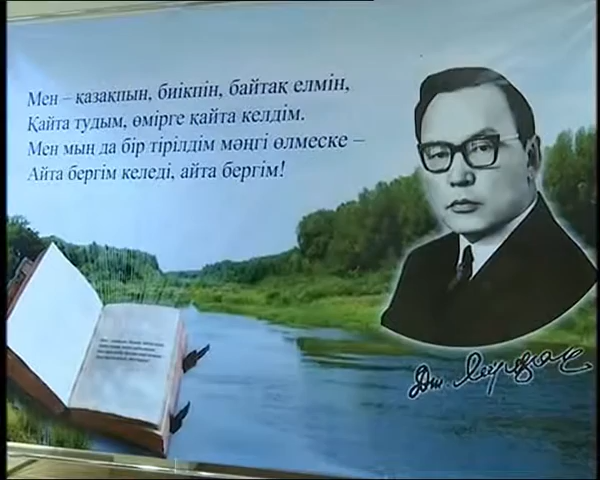 Мен – қазақпын, биікпін, байтақ елмін,
Қайта тудым, өмірге қайта келдім.
Мен мың да бір тірілдім мәңгі өлмеске –
Айта бергім келеді, айта бергім!